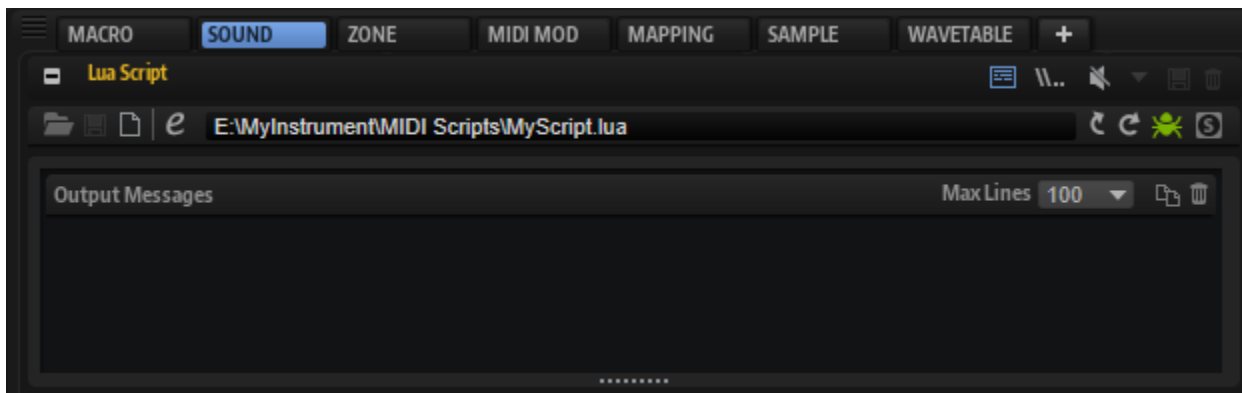 MACRO SOUND ZONE MIDI MOD MAPPING SAMPLE WAVETABLE +
Lua Script
\\..
e E:\MyInstrument\MIDI Scripts\MyScript.lua S
Output Messages Max Lines 100